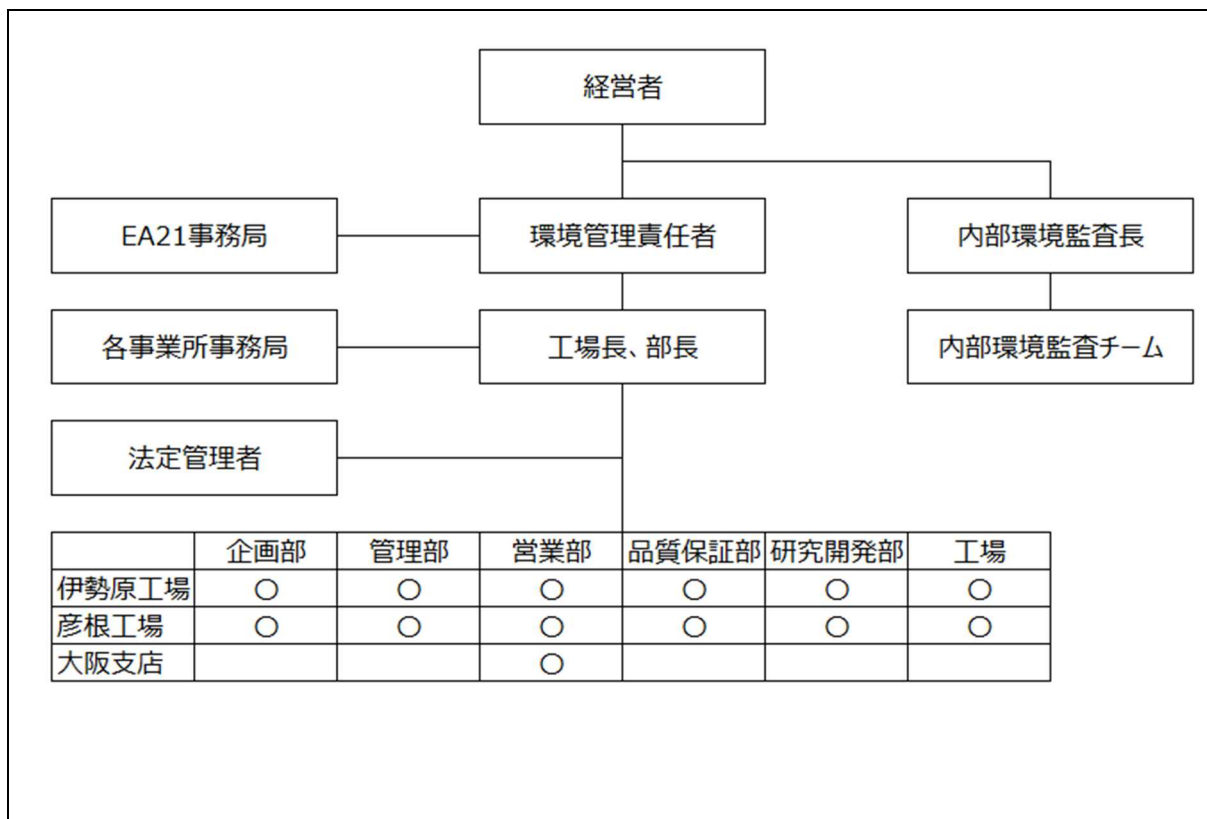 経営者
EA21事務局 環境管理責任者 内部環境監査長
各事業所事務局 工場長、部長 内部環境監査チーム
法定管理者
企画部 管理部 営業部 品質保証部 研究開発部 工場
伊勢原工場 ○ ○ ○ ○ ○ ○
彦根工場 ○ ○ ○ ○ ○ ○
大阪支店 ○